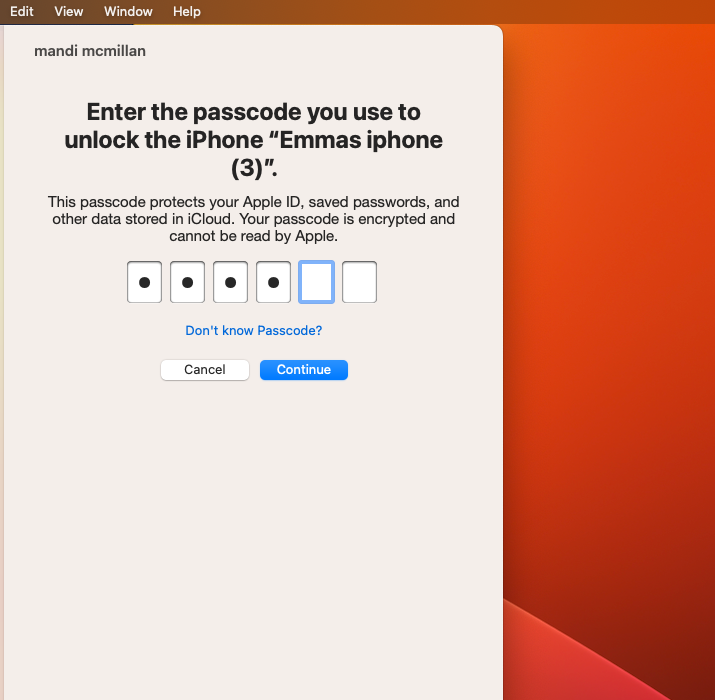 Edit View Window Help
mandi mcmillan
Enter the passcode you use to
unlock the iPhone “Emmas iphone
(3)”.
This passcode protects your Apple ID, saved passwords, and
other data stored in iCloud. Your passcode is encrypted and
cannot be read by Apple.
Don't know Passcode?
Cancel Continue